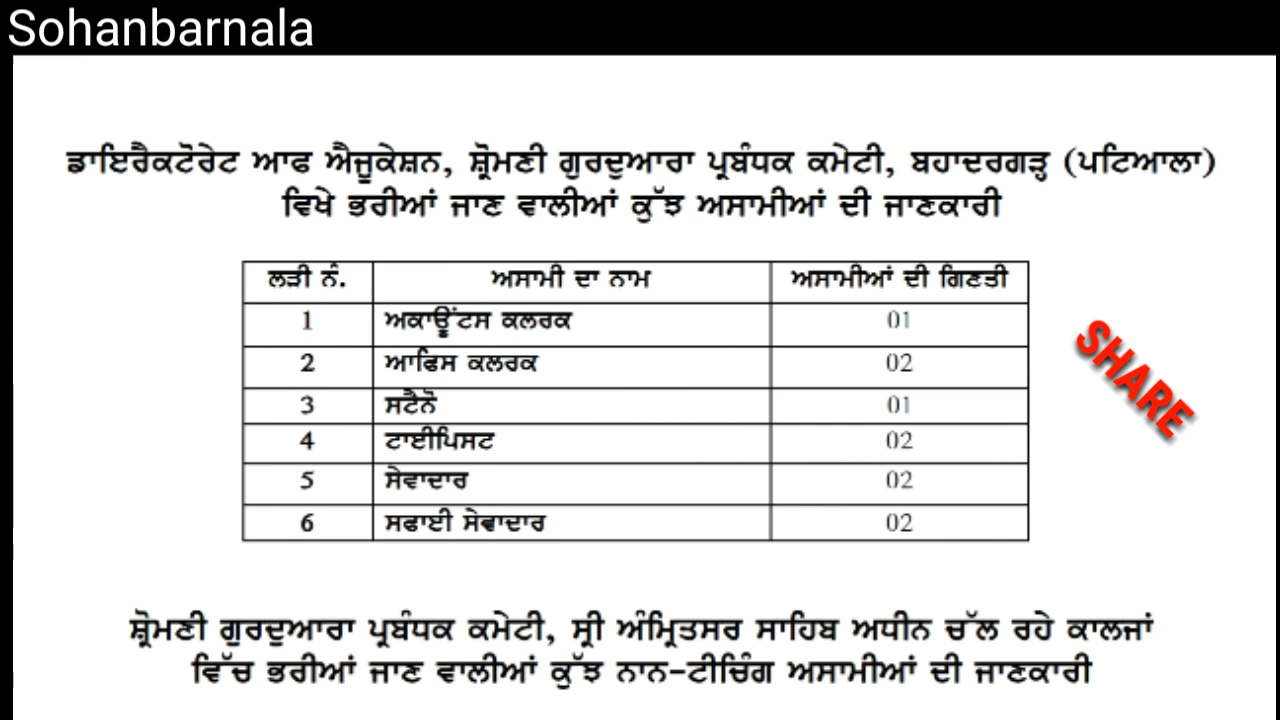 Sohanbarnala
ਡਾਇਰੈਕਟੋਰੇਟ ਆਫ ਐਜੂਕੇਸ਼ਨ, ਸ਼੍ਰੋਮਣੀ ਗੁਰਦੁਆਰਾ ਪ੍ਰਬੰਧਕ ਕਮੇਟੀ, ਬਹਾਦਰਗੜ੍ਹ (ਪਟਿਆਲਾ)
ਵਿਖੇ ਭਰੀਆਂ ਜਾਣ ਵਾਲੀਆਂ ਕੁੱਝ ਅਸਾਮੀਆਂ ਦੀ ਜਾਣਕਾਰੀ
ਲੜੀ ਨੰ. ਅਸਾਮੀ ਦਾ ਨਾਮ ਅਸਾਮੀਆਂ ਦੀ ਗਿਣਤੀ
1 ਅਕਾਊਂਟਸ ਕਲਰਕ 01
2 ਆਫਿਸ ਕਲਰਕ 02
3 ਸਟੈਨੋ 01
4 ਟਾਈਪਿਸਟ 02
5 ਸੇਵਾਦਾਰ 02
6 ਸਫਾਈ ਸੇਵਾਦਾਰ 02
SHARE
ਸ਼੍ਰੋਮਣੀ ਗੁਰਦੁਆਰਾ ਪ੍ਰਬੰਧਕ ਕਮੇਟੀ, ਸ੍ਰੀ ਅੰਮ੍ਰਿਤਸਰ ਸਾਹਿਬ ਅਧੀਨ ਚੱਲ ਰਹੇ ਕਾਲਜਾਂ
ਵਿੱਚ ਭਰੀਆਂ ਜਾਣ ਵਾਲੀਆਂ ਕੁੱਝ ਨਾਨ-ਟੀਚਿੰਗ ਅਸਾਮੀਆਂ ਦੀ ਜਾਣਕਾਰੀ